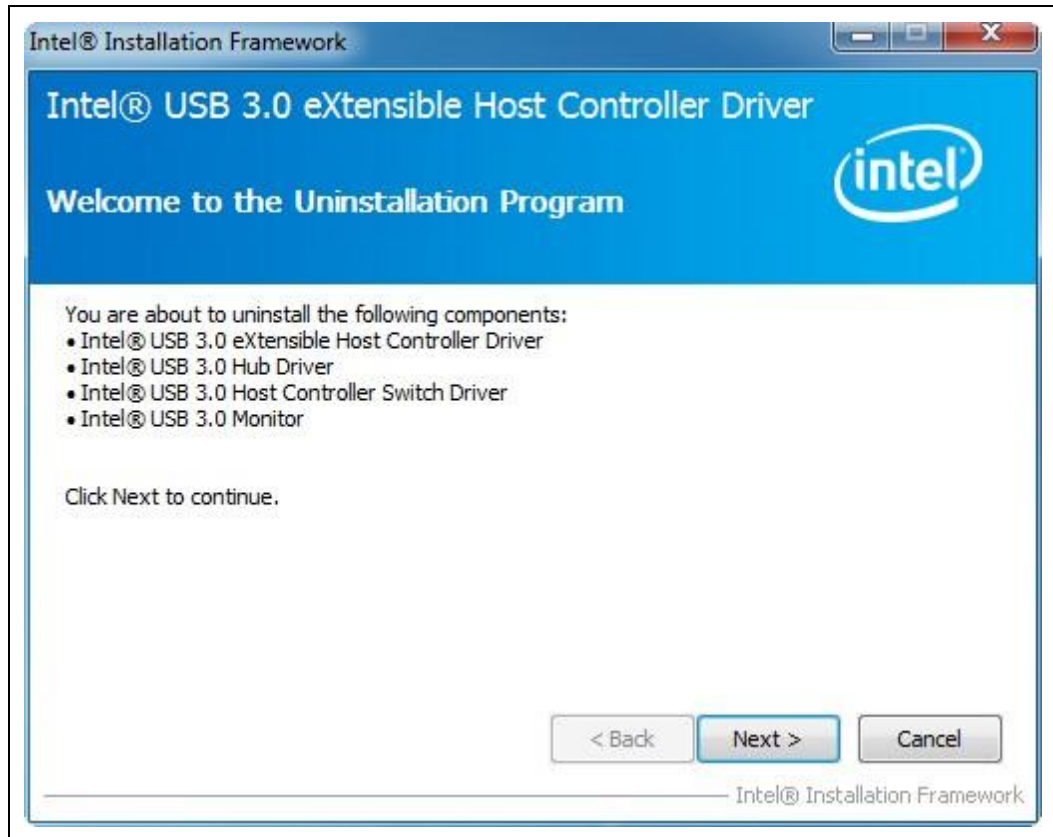 Intel® Installation Framework
Intel® USB 3.0 eXtensible Host Controller Driver
intel
Welcome to the Uninstallation Program
You are about to uninstall the following components:
• Intel® USB 3.0 eXtensible Host Controller Driver
• Intel® USB 3.0 Hub Driver
• Intel® USB 3.0 Host Controller Switch Driver
• Intel® USB 3.0 Monitor
Click Next to continue.
< Back Next > Cancel
Intel® Installation Framework